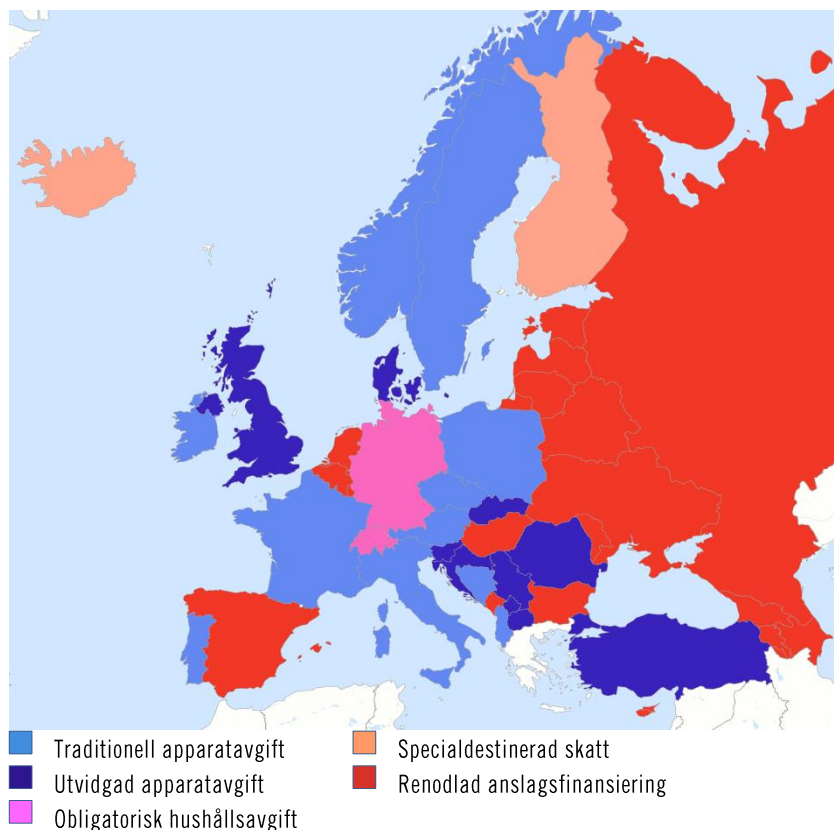 Traditionell apparatavgift
Utvidgad apparatavgift
Obligatorisk hushållsavgift
Specialdestinerad skatt
Renodlad anslagsfinansiering